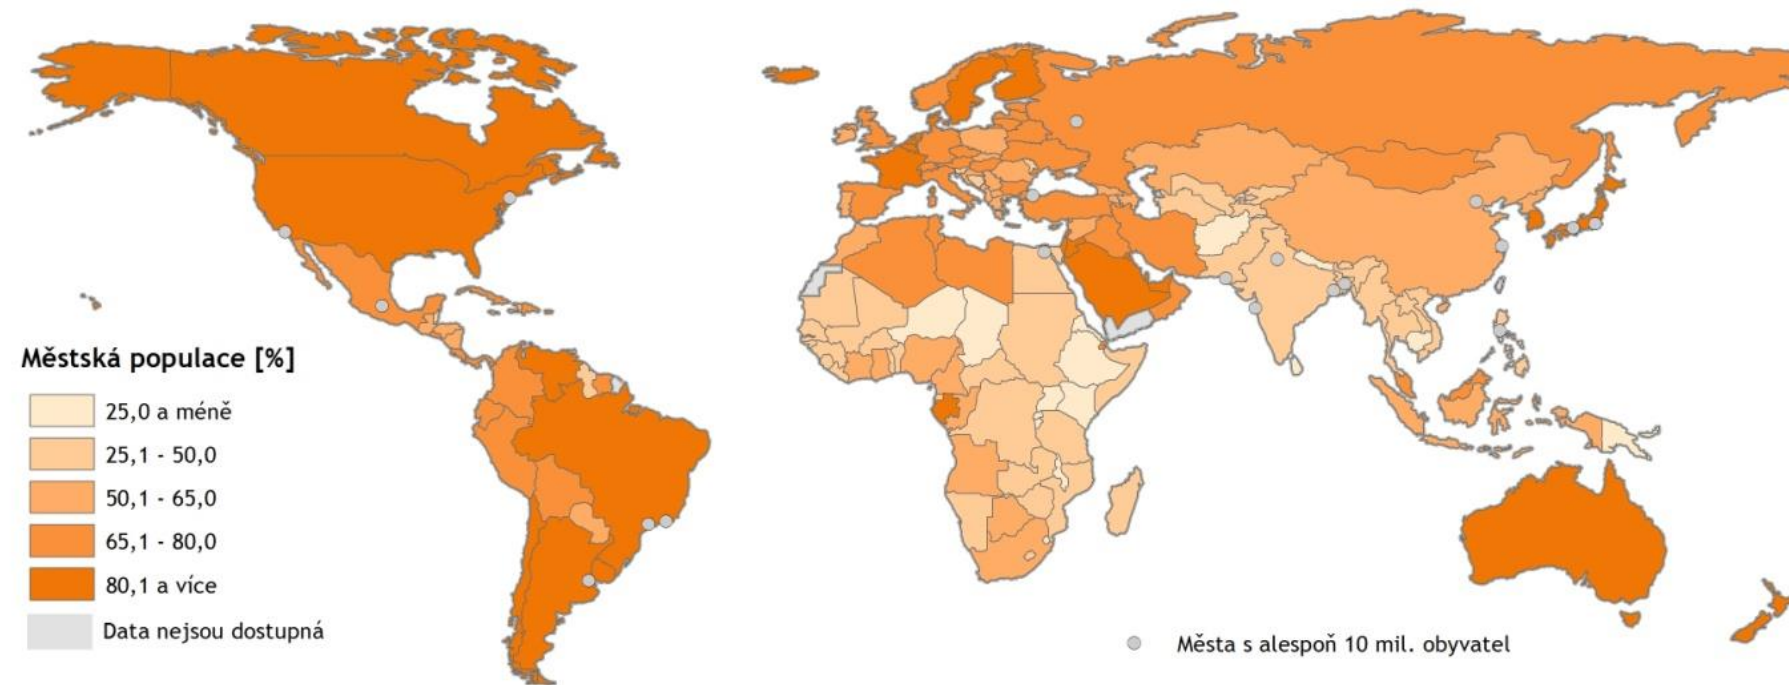 Městská populace [%]
25,0 a méně
25,1 - 50,0
50,1 - 65,0
65,1 - 80,0
80,1 a více
Data nejsou dostupná
Města s alespoň 10 mil. obyvatel